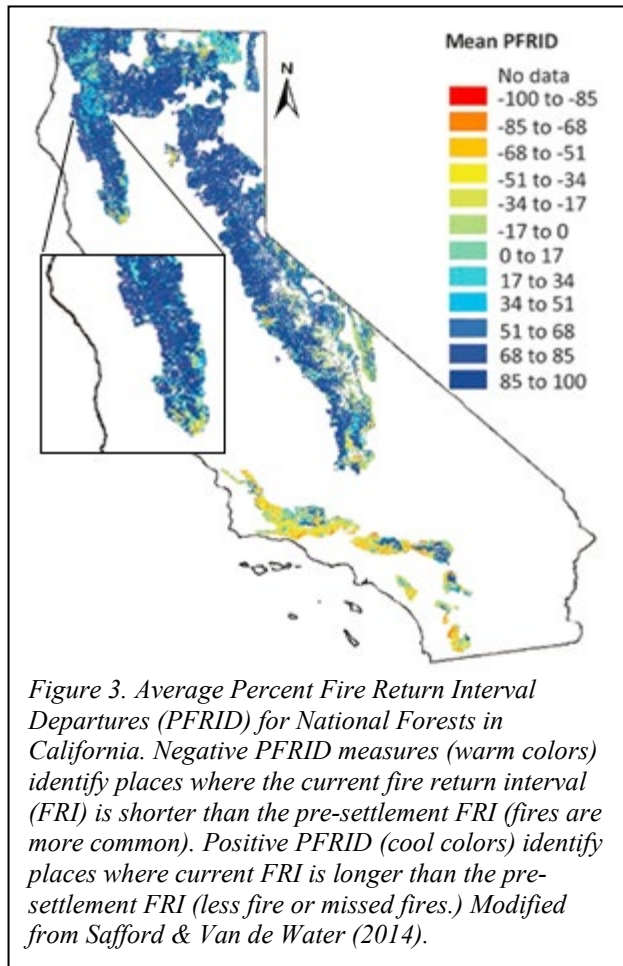 Mean PFRID
N
No data
-100 to -85
-85 to -68
-68 to -51
-51 to -34
-34 to -17
-17 to 0
0 to 17
17 to 34
34 to 51
51 to 68
68 to 85
85 to 100
Figure 3. Average Percent Fire Return Interval
Departures (PFRID) for National Forests in
California. Negative PFRID measures (warm colors)
identify places where the current fire return interval
(FRI) is shorter than the pre-settlement FRI (fires are
more common). Positive PFRID (cool colors) identify
places where current FRI is longer than the pre-
settlement FRI (less fire or missed fires.) Modified
from Safford & Van de Water (2014).